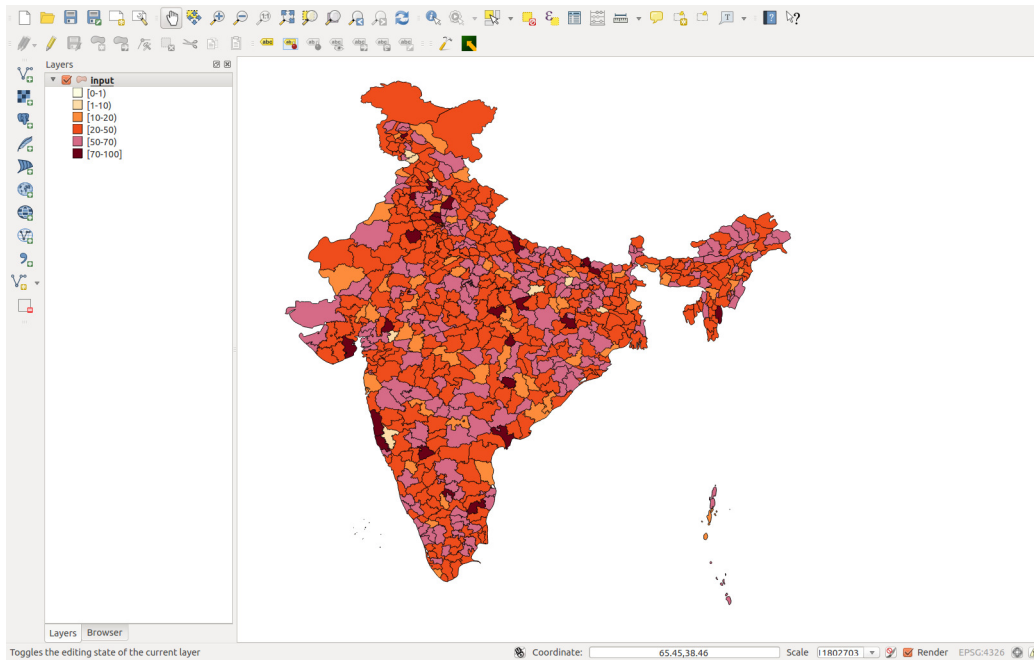 abc
Layers
input
[0-1)
[1-10)
[10-20)
[20-50)
[50-70)
[70-100]
Layers Browser
Toggles the editing state of the current layer Coordinate: 65.45,38.46 Scale Render EPSG:4326